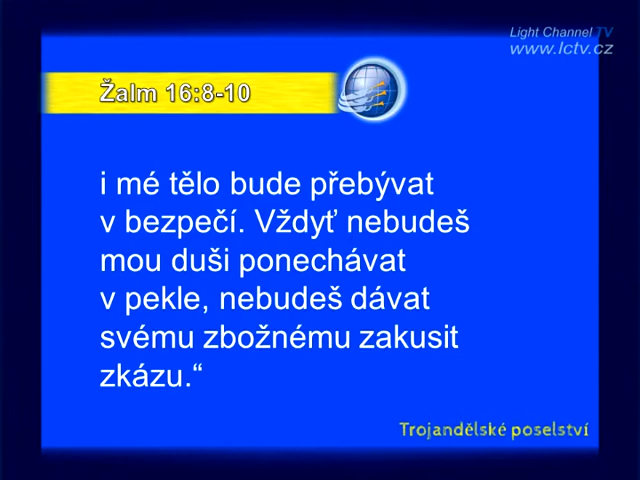 Light Channel TV
www.lctv.cz
Žalm 16:8-10
i mé tělo bude přebývat
v bezpečí. Vždyť nebudeš
mou duši ponechávat
v pekle, nebudeš dávat
svému zbožnému zakusit
zkázu.“
Trojandělské poselství